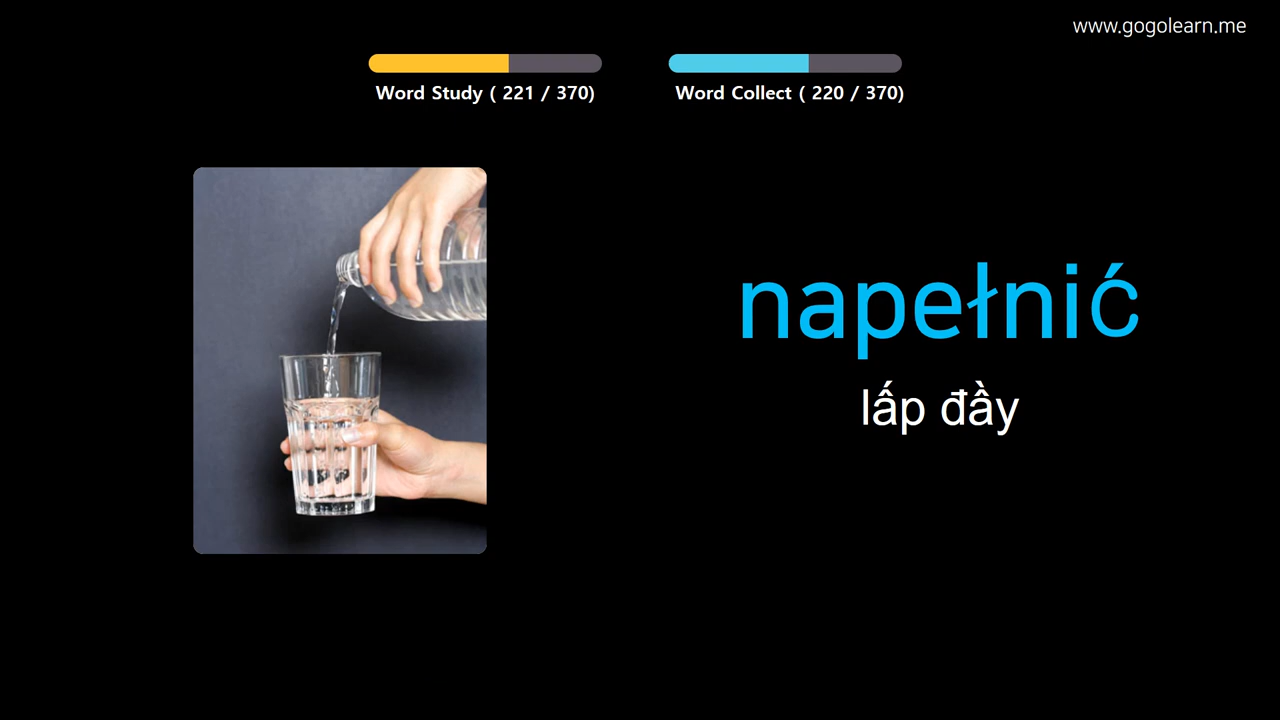 www.gogolearn.me
Word Study ( 221 / 370)
Word Collect ( 220 / 370)
napełnić
lấp đầy